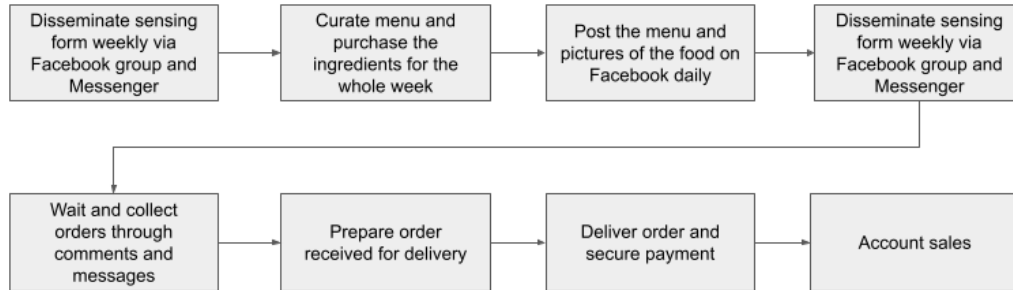 Disseminate sensing
form weekly via
Facebook group and
Messenger
Curate menu and
purchase the
ingredients for the
whole week
Post the menu and
pictures of the food on
Facebook daily
Disseminate sensing
form weekly via
Facebook group and
Messenger
Wait and collect
orders through
comments and
messages
Prepare order
received for delivery
Deliver order and
secure payment
Account sales